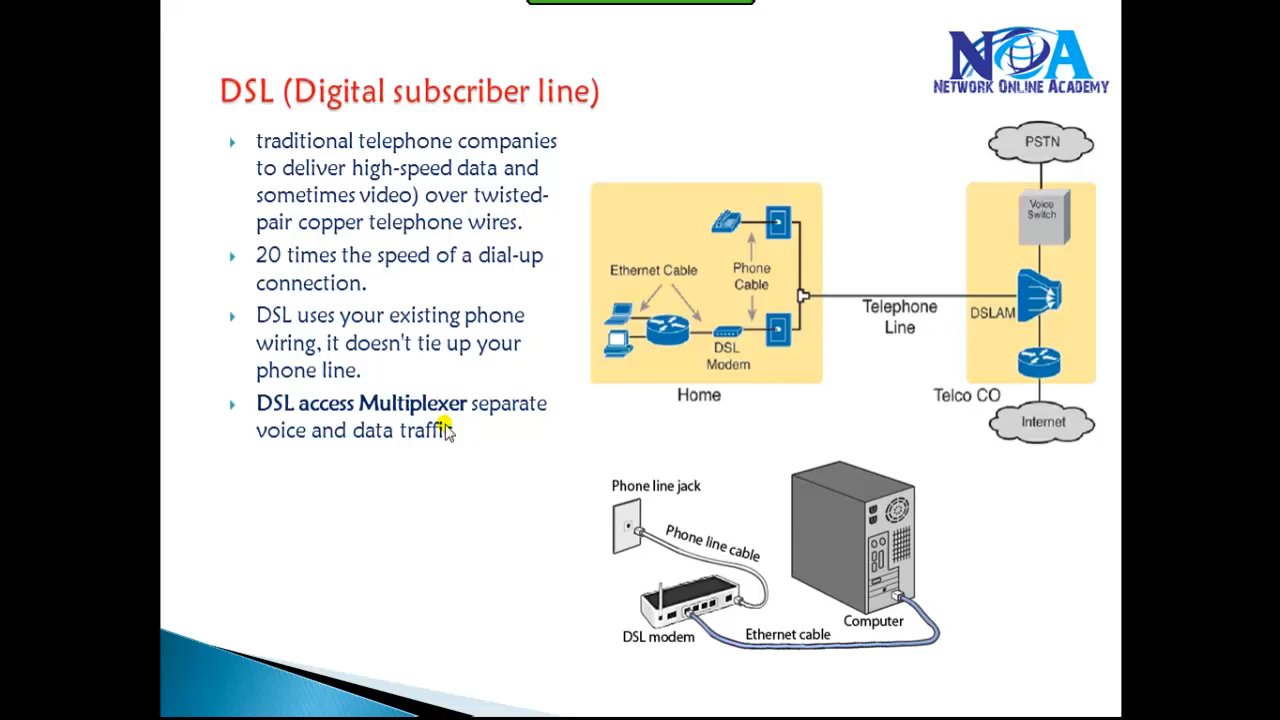 NOA
NETWORK ONLINE ACADEMY
DSL (Digital subscriber line)
traditional telephone companies
to deliver high-speed data and
sometimes video) over twisted-
pair copper telephone wires.
20 times the speed of a dial-up
connection.
DSL uses your existing phone
wiring, it doesn't tie up your
phone line.
DSL access Multiplexer separate
voice and data traffic
PSTN
Voice
Switch
Ethernet Cable
Phone
Cable
Telephone
Line
DSLAM
DSL
Modem
Home
Telco CO
Internet
Phone line jack
Phone line cable
DSL modem
Ethernet cable
Computer